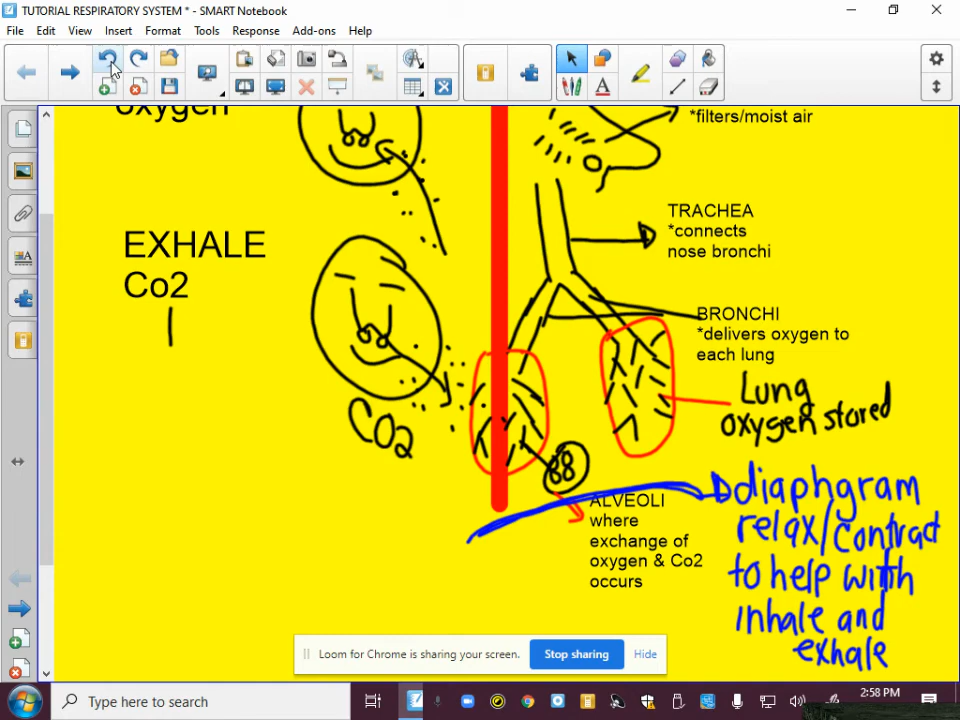 TUTORIAL RESPIRATORY SYSTEM * - SMART Notebook
File Edit View Insert Format Tools Response Add-ons Help
oxygen
*filters/moist air
TRACHEA
*connects
nose bronchi
EXHALE
Co2
BRONCHI
*delivers oxygen to
each lung
Lung
oxygen stored
CO2
ALVEOLI
where
exchange of
oxygen & Co2
occurs
diaphgram
relax/contract
to help with
inhale and
exhale
Loom for Chrome is sharing your screen.
Stop sharing
Hide
Type here to search
2:58 PM